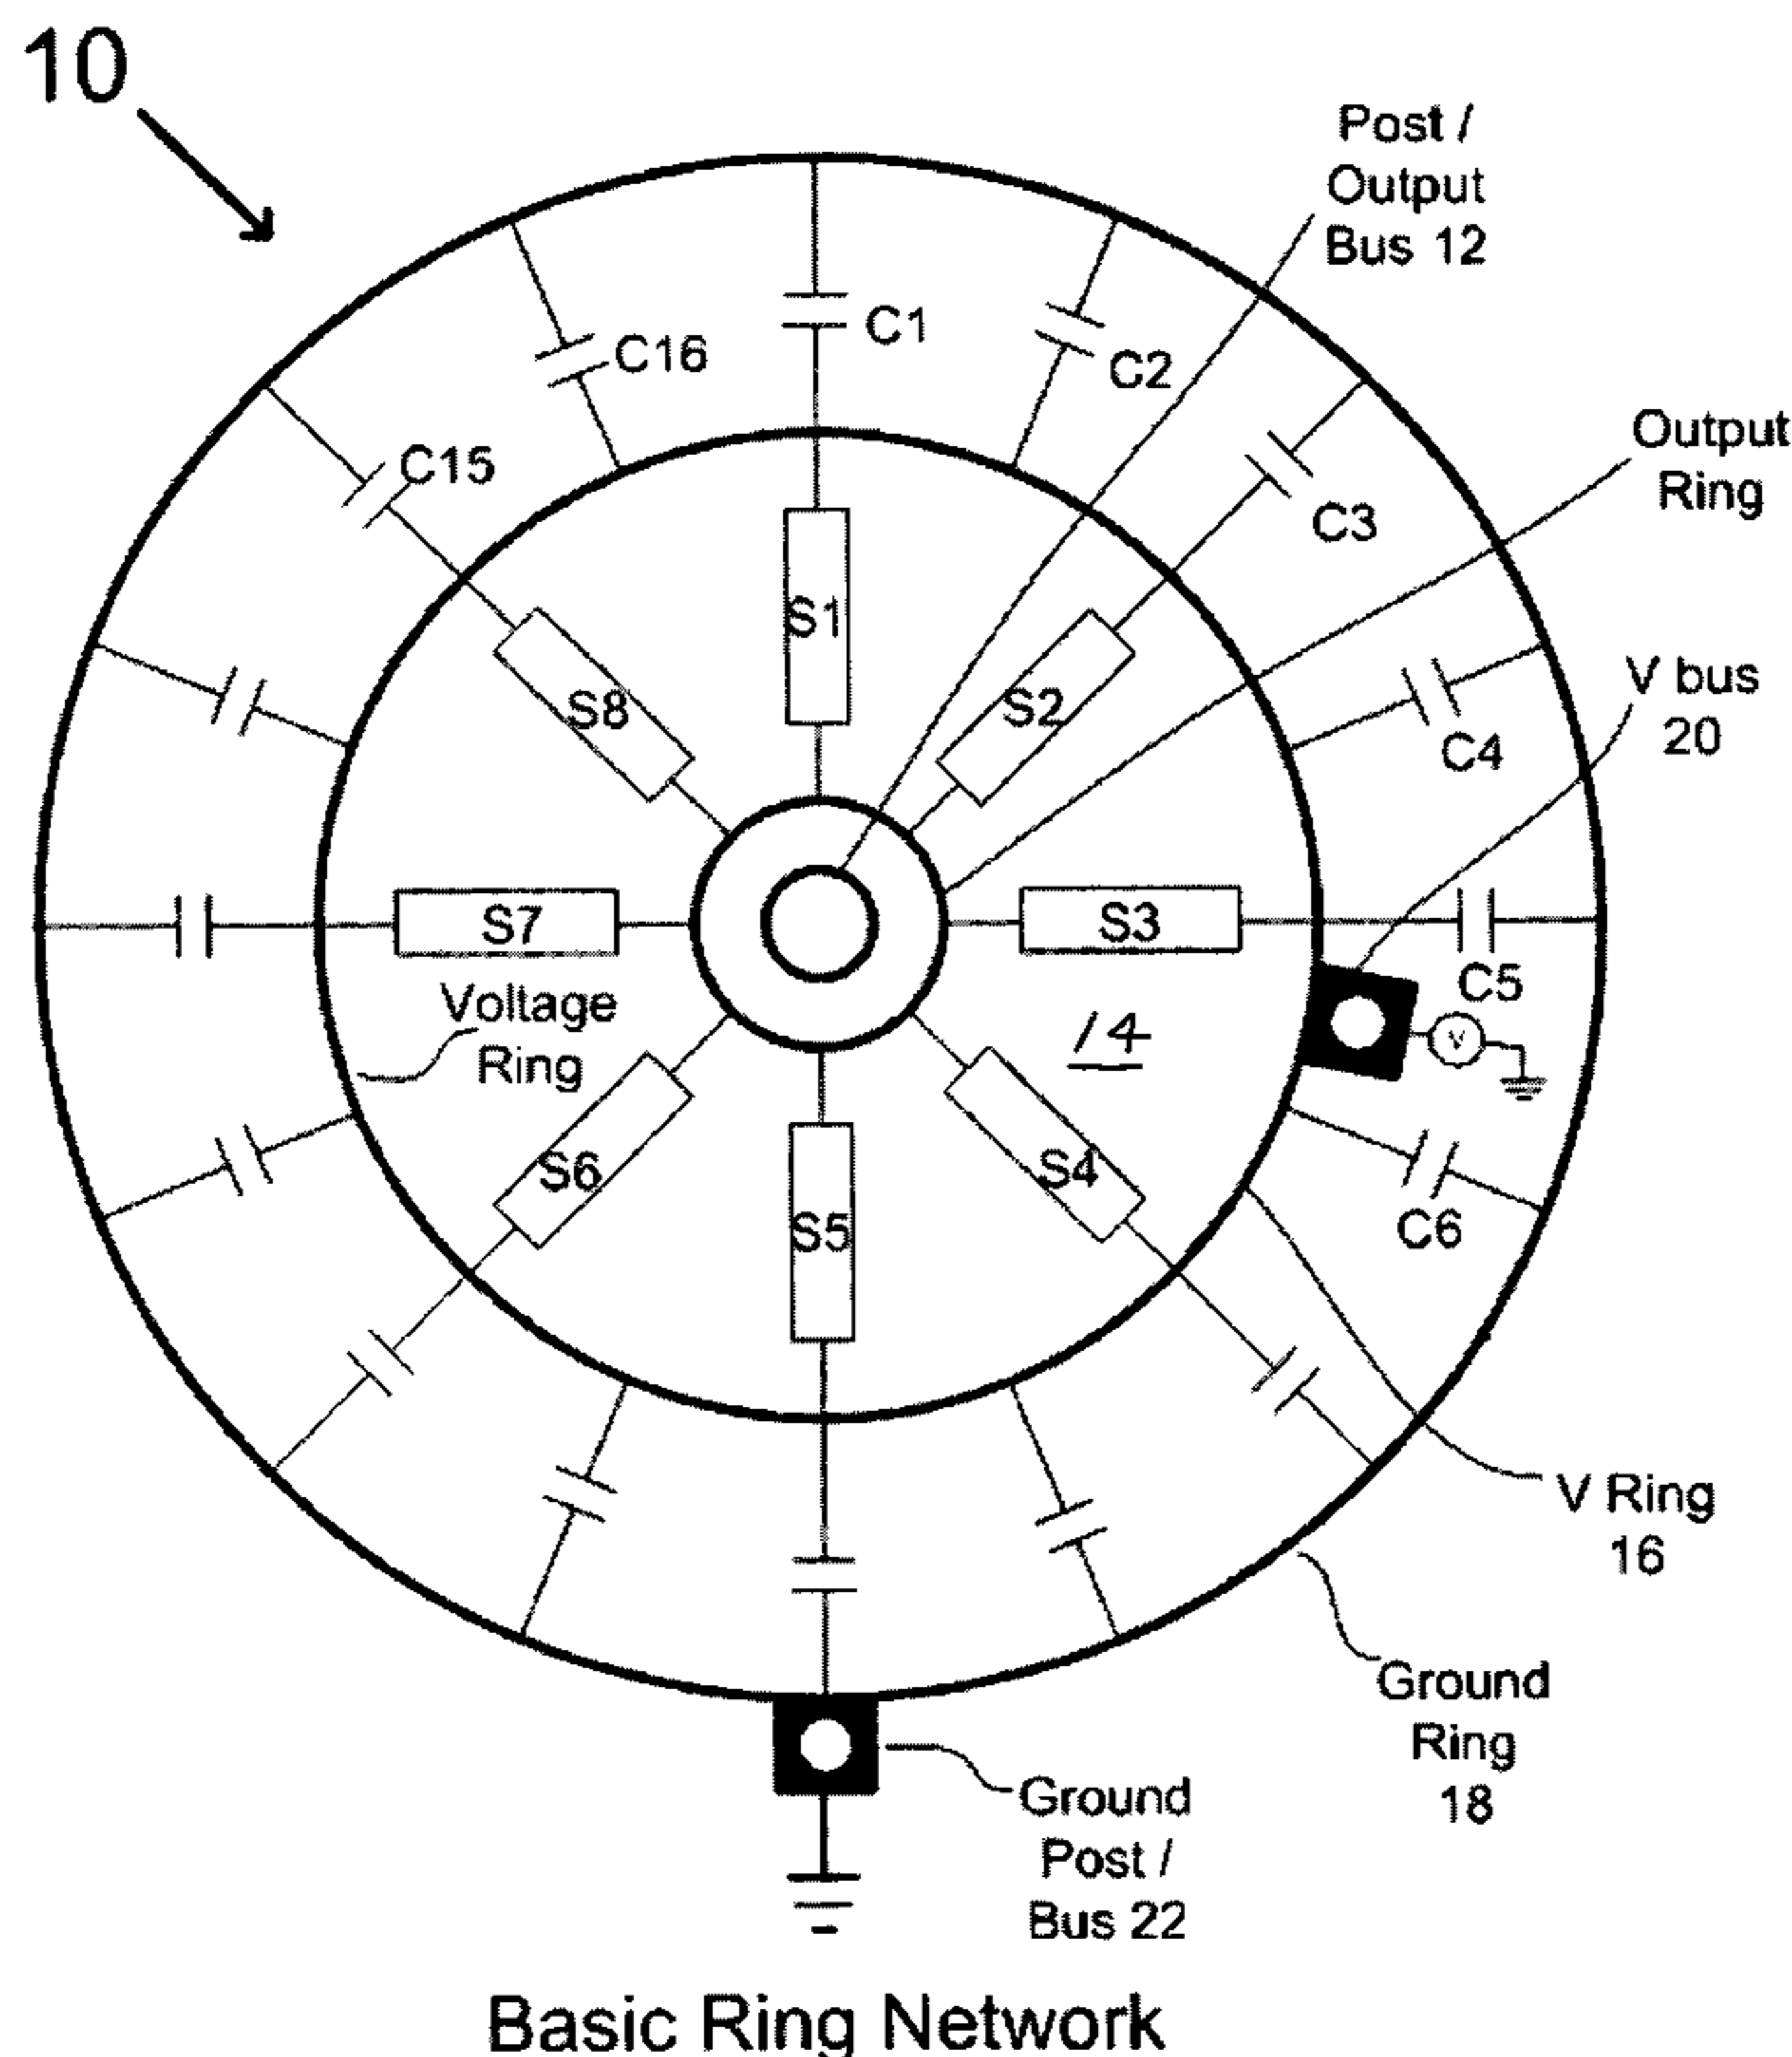 10
Post /
Output
Bus 12
C1
C2
C16
C15
C3
Output
Ring
S1
S2
S8
V bus
20
C4
S7
S3
C5
Voltage
Ring
14
V
S6
S4
S5
C6
V Ring
16
Ground
Ring
18
Ground
Post /
Bus 22
Basic Ring Network